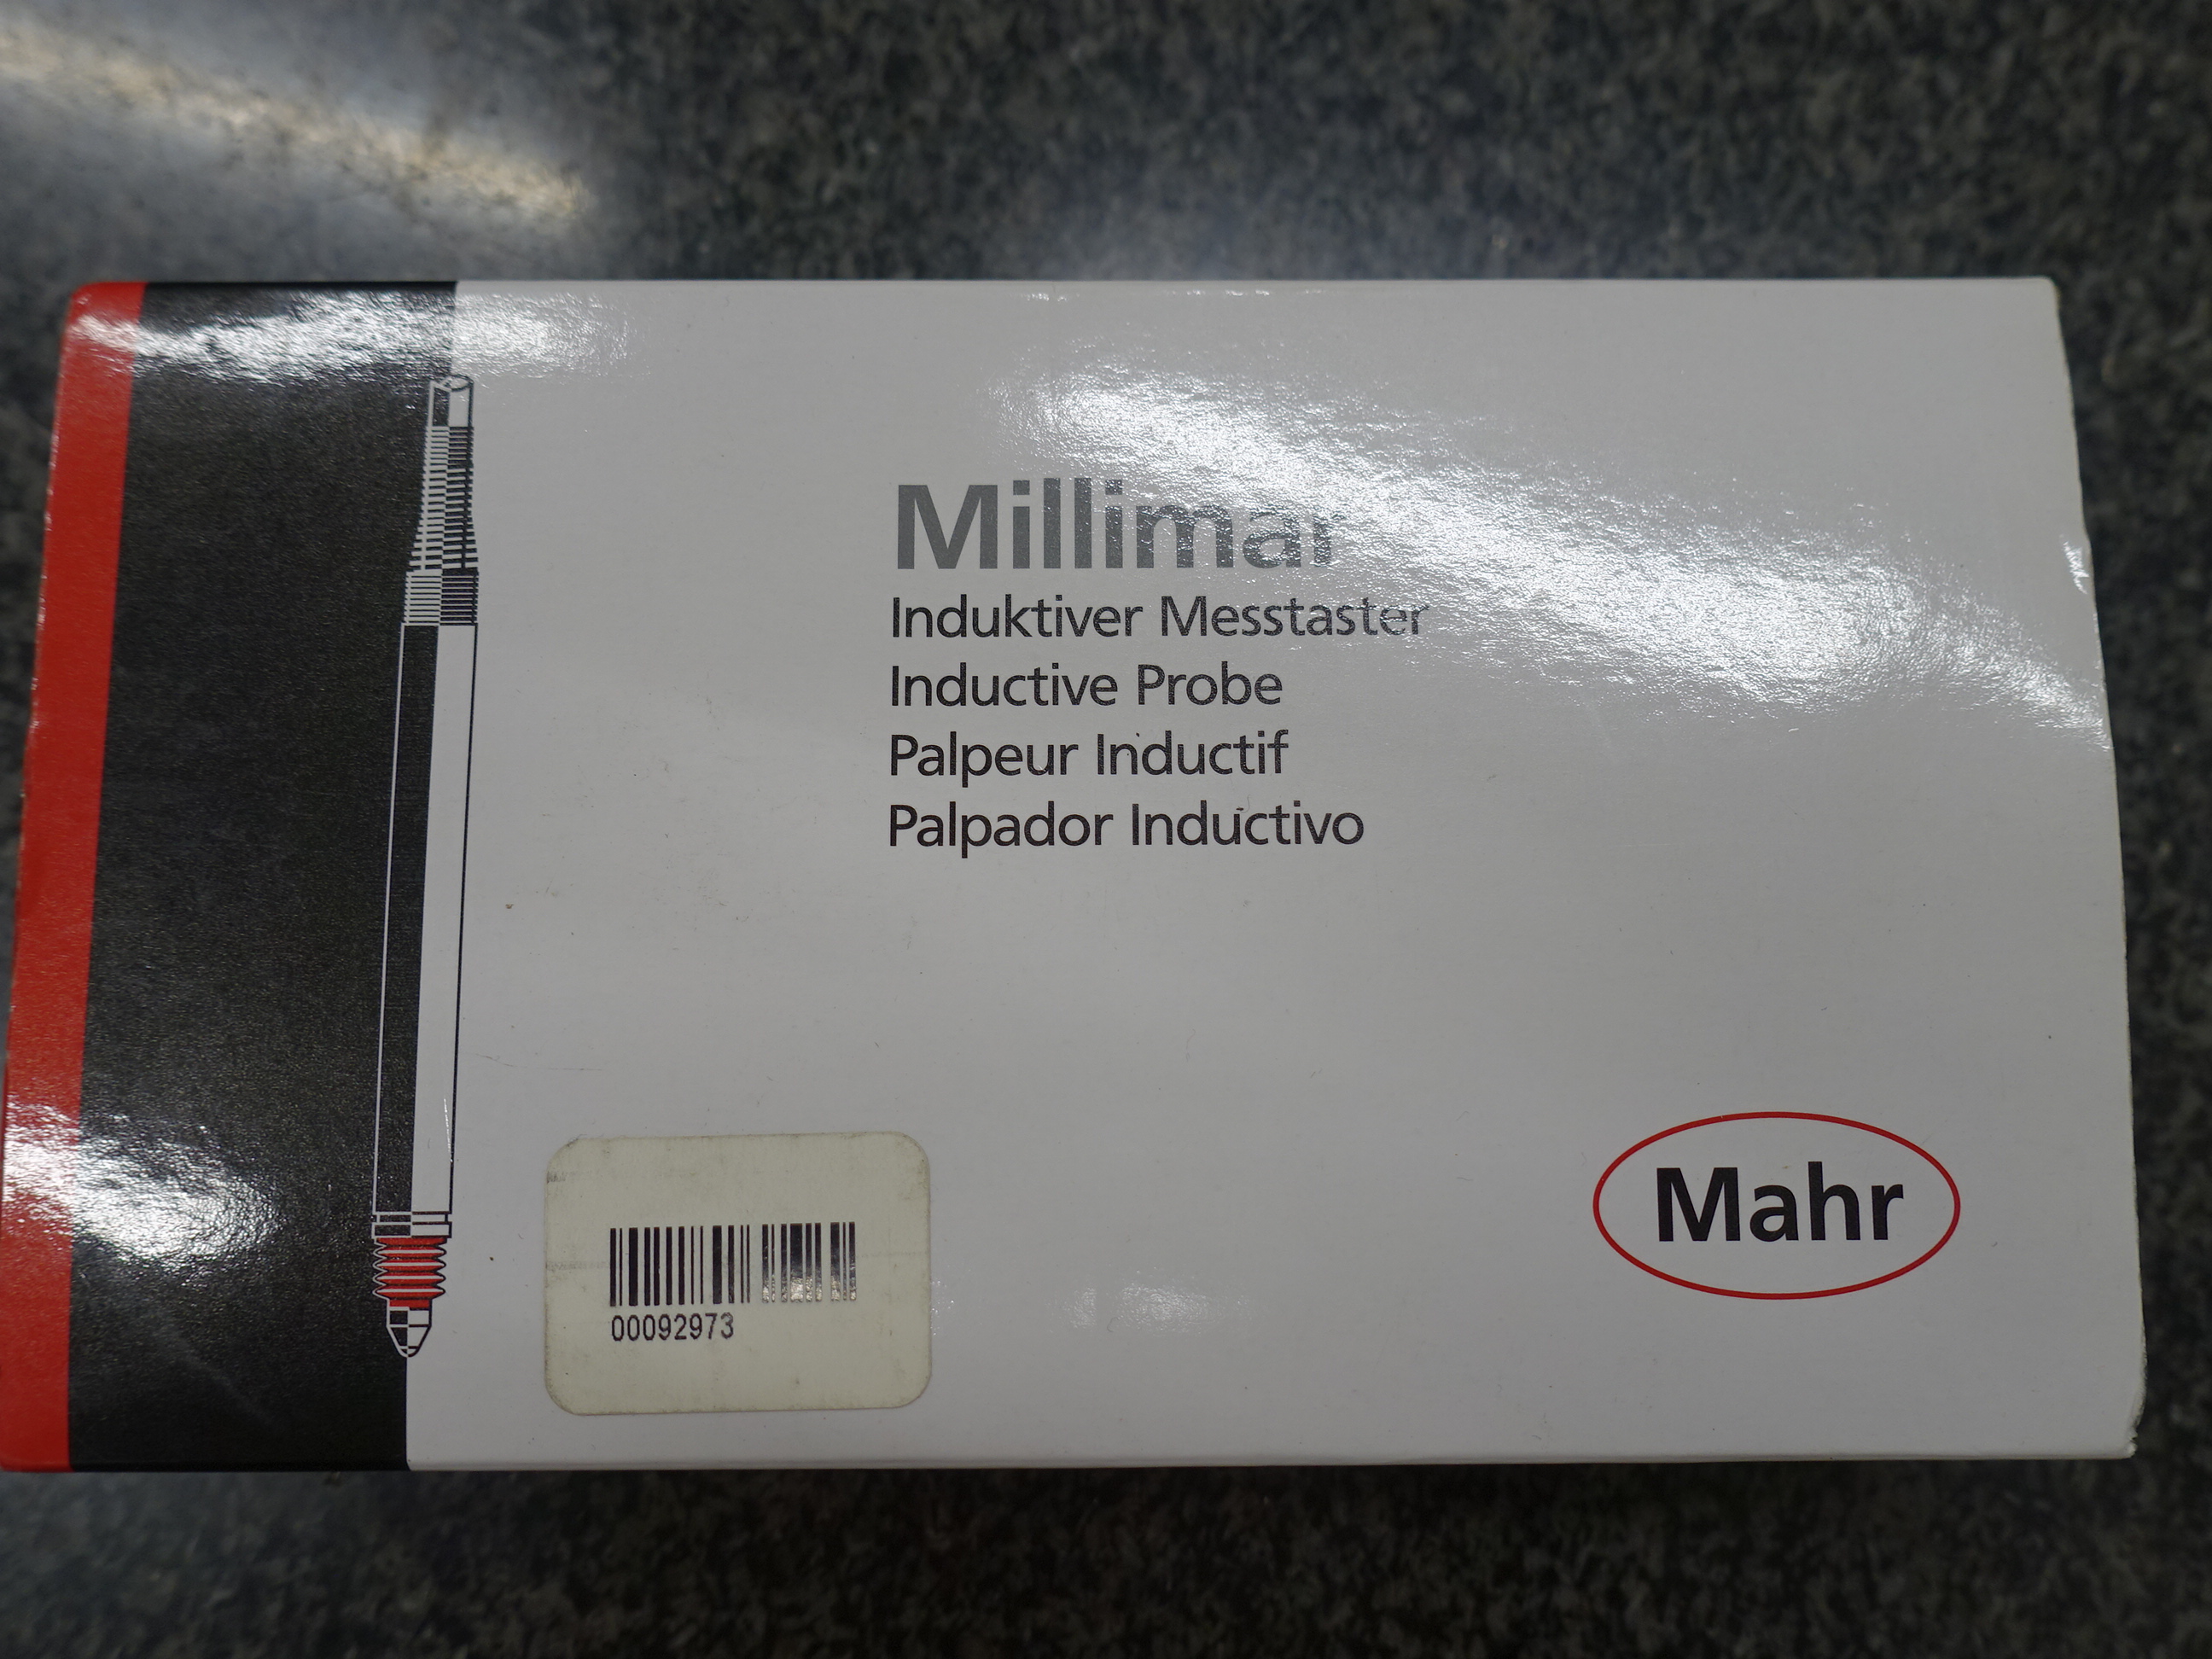 Millimar
Induktiver Messtaster
Inductive Probe
Palpeur Inductif
Palpador Inductivo
Mahr
00092973